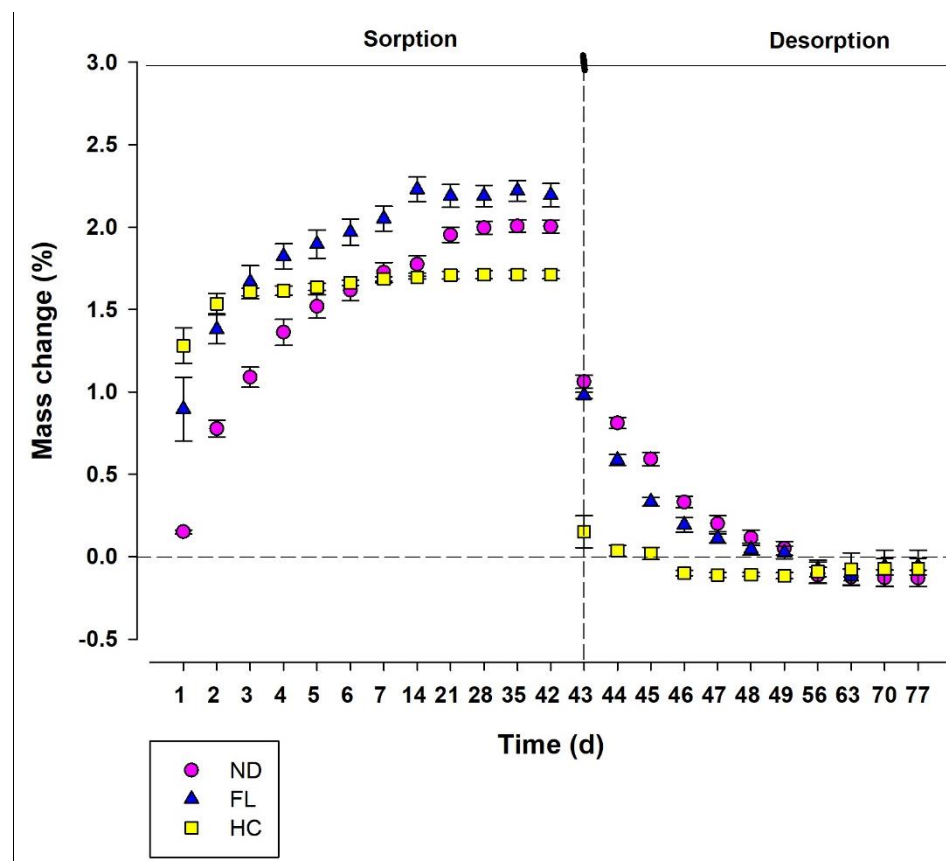 Sorption Desorption
3.0
2.5
2.0
1.5
1.0
0.5
0.0
-0.5
Mass change (%)
1 2 3 4 5 6 7 14 21 28 35 42 43 44 45 46 47 48 49 56 63 70 77
Time (d)
ND
FL
HC